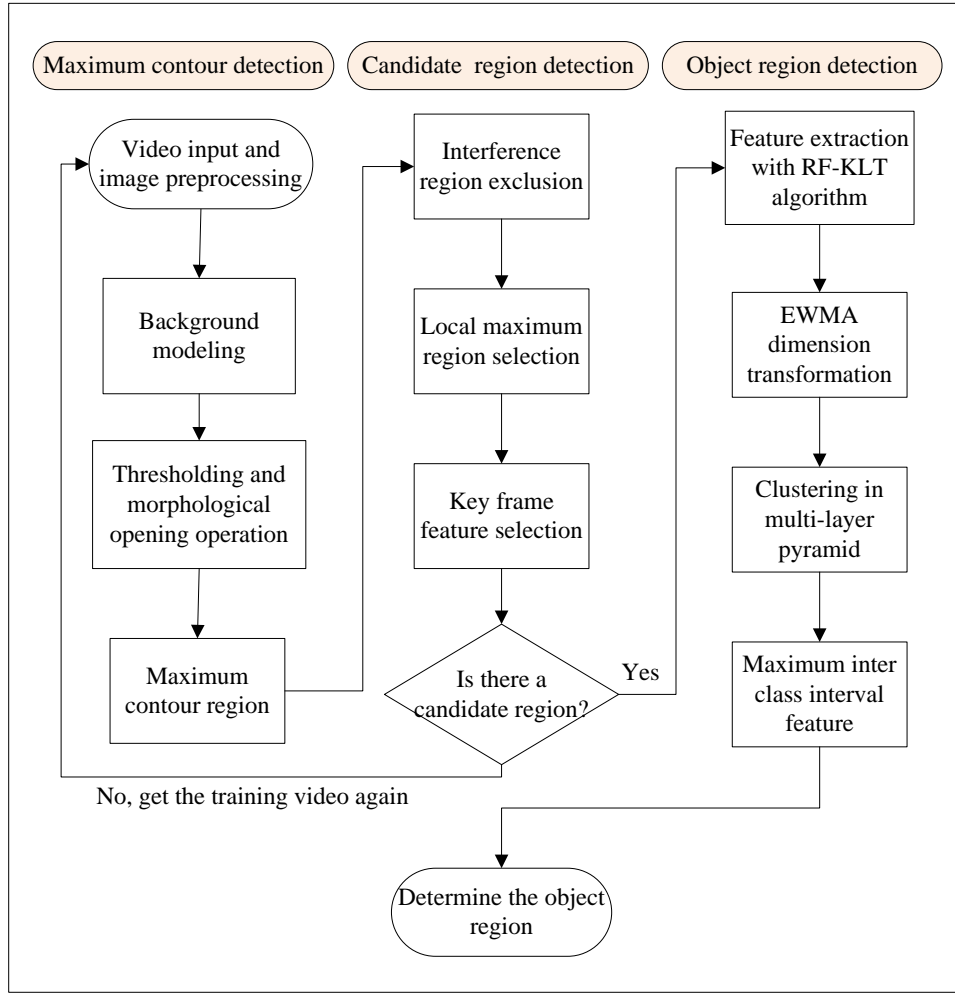 Maximum contour detection
Candidate region detection
Object region detection
Video input and
image preprocessing
Background
modeling
Thresholding and
morphological
opening operation
Maximum
contour region
Interference
region exclusion
Local maximum
region selection
Key frame
feature selection
Is there a
candidate region?
Yes
No, get the training video again
Feature extraction
with RF-KLT
algorithm
EWMA
dimension
transformation
Clustering in
multi-layer
pyramid
Maximum inter
class interval
feature
Determine the object
region